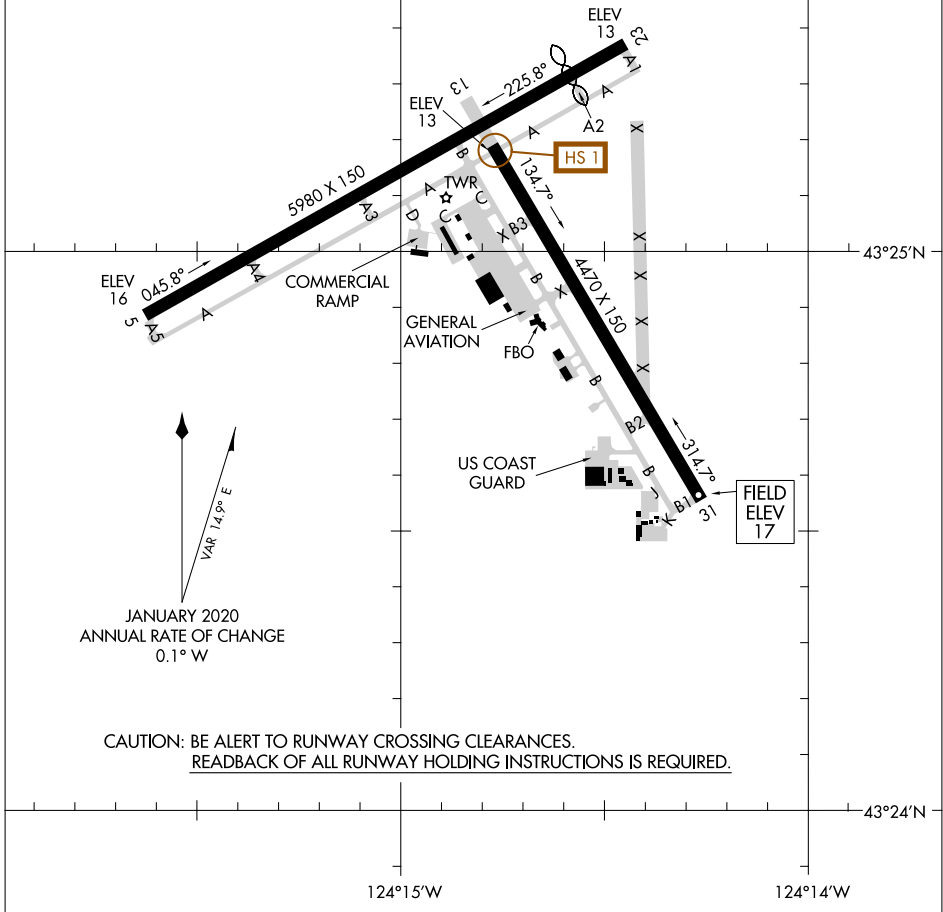 ELEV
13
23
A1
225.8°
A
A2
13
ELEV
13
A
HS 1
B
134.7°
5980 X 150
A
TWR
C
A3
D
C
X
B3
X
43°25'N
X
ELEV
16
045.8°
A4
COMMERCIAL
RAMP
B
X
4470 X 150
X
5
A5
A
GENERAL
AVIATION
X
FBO
X
B
B2
314.7°
US COAST
GUARD
B
J
K
B1
31
FIELD
ELEV
17
VAR 14.9° E
JANUARY 2020
ANNUAL RATE OF CHANGE
0.1° W
CAUTION: BE ALERT TO RUNWAY CROSSING CLEARANCES.
READBACK OF ALL RUNWAY HOLDING INSTRUCTIONS IS REQUIRED.
43°24'N
124°15'W
124°14'W